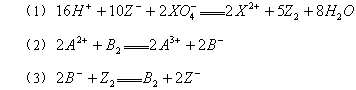 （1）16H⁺+10Z⁻+2XO₄⁻══2X²⁺+5Z₂+8H₂O
（2）2A²⁺+B₂══2A³⁺+2B⁻
（3）2B⁻+Z₂══B₂+2Z⁻